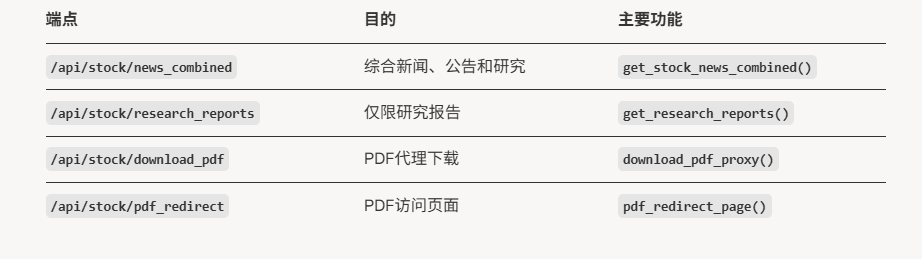 端点 目的 主要功能
/api/stock/news_combined 综合新闻、公告和研究 get_stock_news_combined()
/api/stock/research_reports 仅限研究报告 get_research_reports()
/api/stock/download_pdf PDF代理下载 download_pdf_proxy()
/api/stock/pdf_redirect PDF访问页面 pdf_redirect_page()